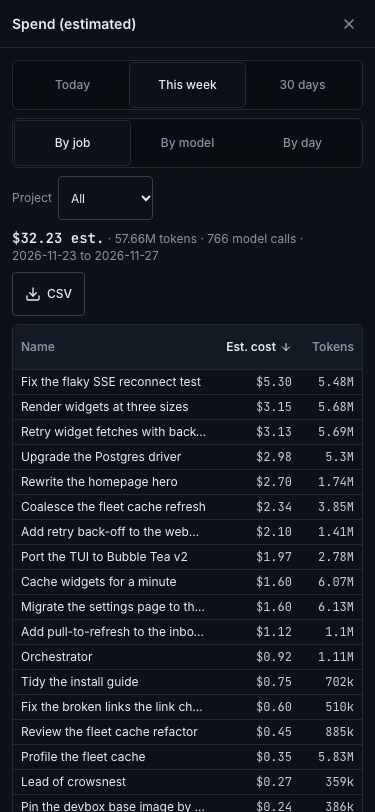 Spend (estimated)
Today This week 30 days
By job By model By day
Project All
$32.23 est. · 57.66M tokens · 766 model calls ·
2026-11-23 to 2026-11-27
CSV
Name Est. cost ↓ Tokens
Fix the flaky SSE reconnect test $5.30 5.48M
Render widgets at three sizes $3.15 5.68M
Retry widget fetches with back... $3.13 5.69M
Upgrade the Postgres driver $2.98 5.3M
Rewrite the homepage hero $2.70 1.74M
Coalesce the fleet cache refresh $2.34 3.85M
Add retry back-off to the web... $2.10 1.41M
Port the TUI to Bubble Tea v2 $1.97 2.78M
Cache widgets for a minute $1.60 6.07M
Migrate the settings page to th... $1.60 6.13M
Add pull-to-refresh to the inbo... $1.12 1.1M
Orchestrator $0.92 1.11M
Tidy the install guide $0.75 702k
Fix the broken links the link ch... $0.60 510k
Review the fleet cache refactor $0.45 885k
Profile the fleet cache $0.35 5.83M
Lead of crowsnest $0.27 359k
Pin the devbox base image by ... $0.24 386k